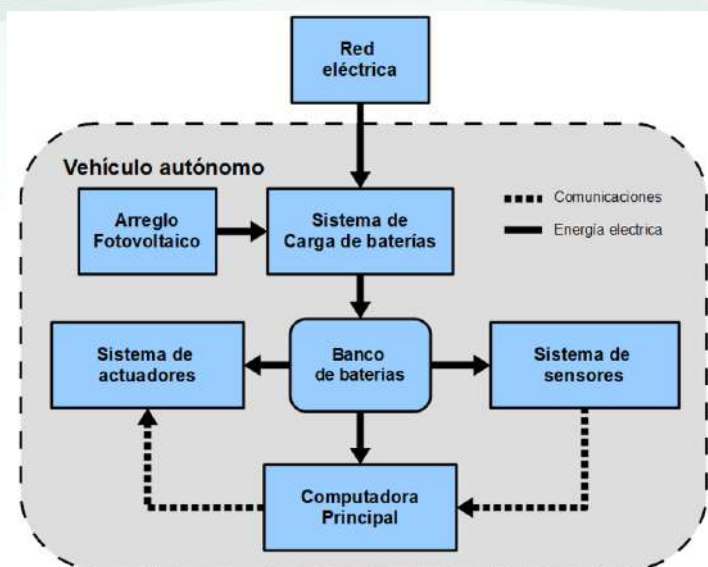 Red
eléctrica
Vehículo autónomo
Arreglo
Fotovoltaico
Sistema de
Carga de baterías
Comunicaciones
Energía electrica
Sistema de
actuadores
Banco
de baterias
Sistema de
sensores
Computadora
Principal